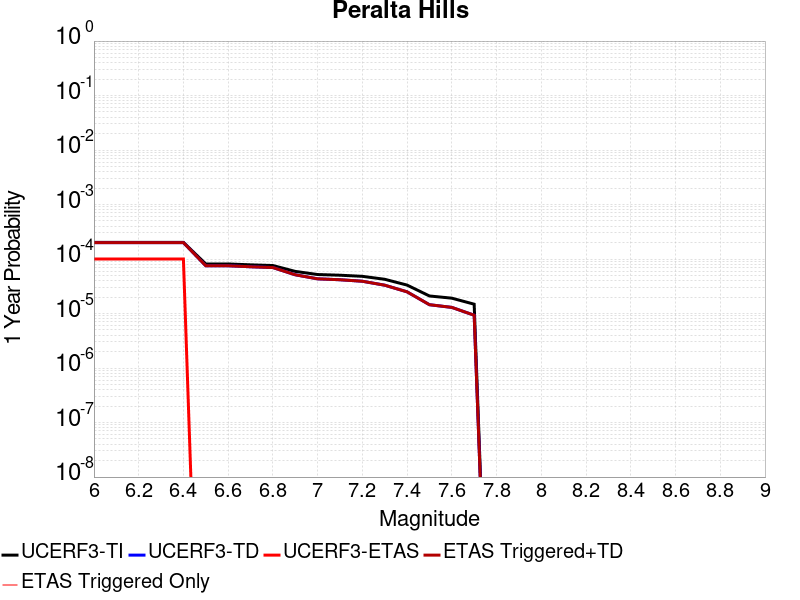 Peralta Hills
10^0
10^-1
10^-2
10^-3
10^-4
10^-5
10^-6
10^-7
10^-8
1 Year Probability
6 6.2 6.4 6.6 6.8 7 7.2 7.4 7.6 7.8 8 8.2 8.4 8.6 8.8 9
Magnitude
UCERF3-TI UCERF3-TD UCERF3-ETAS ETAS Triggered+TD
ETAS Triggered Only